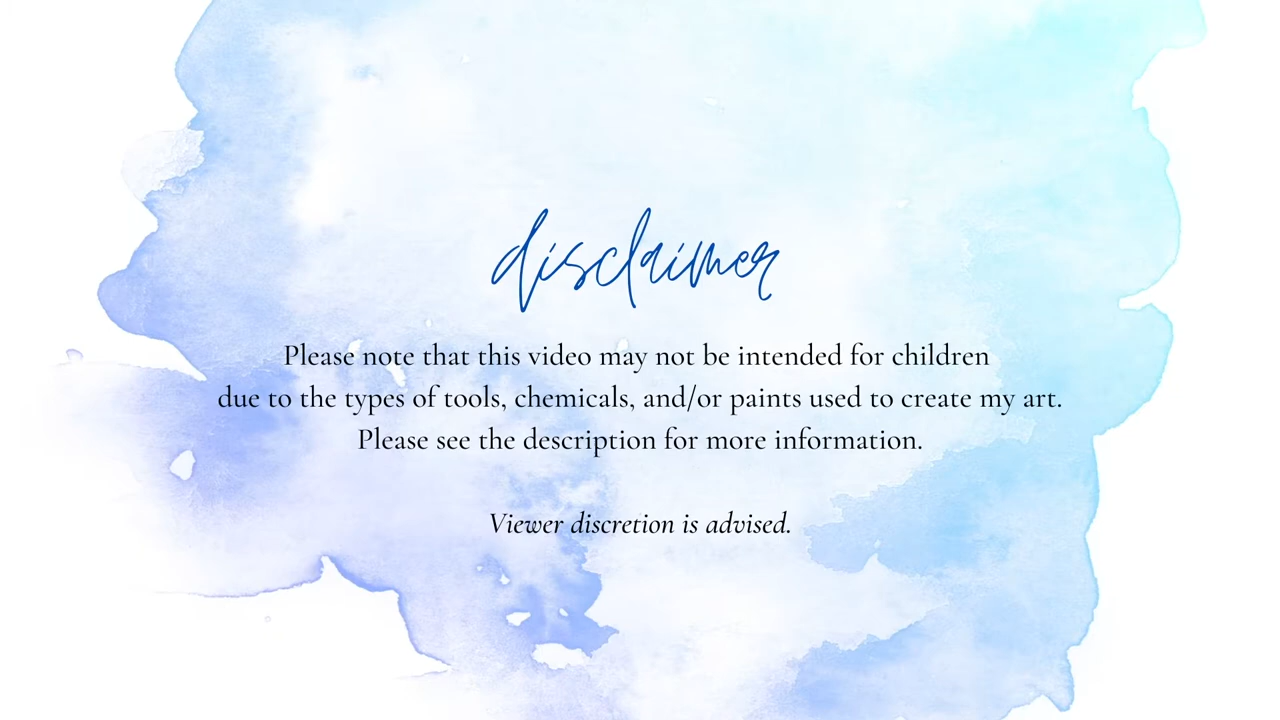 disclaimer
Please note that this video may not be intended for children
due to the types of tools, chemicals, and/or paints used to create my art.
Please see the description for more information.
Viewer discretion is advised.